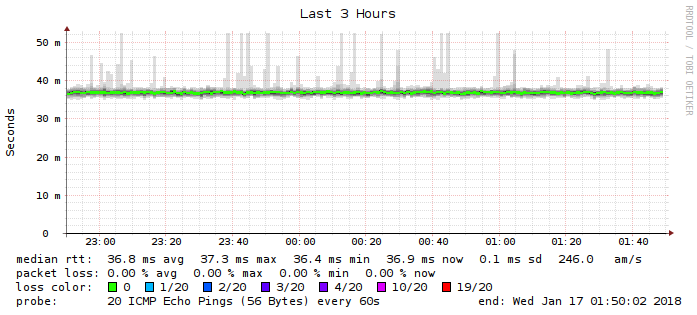 Last 3 Hours
RRDTOOL / TOBI OETIKER
Seconds
50 m
40 m
30 m
20 m
10 m
0
23:00 23:20 23:40 00:00 00:20 00:40 01:00 01:20 01:40
median rtt: 36.8 ms avg 37.3 ms max 36.4 ms min 36.9 ms now 0.1 ms sd 246.0 am/s
packet loss: 0.00 % avg 0.00 % max 0.00 % min 0.00 % now
loss color: 0 1/20 2/20 3/20 4/20 10/20 19/20
probe: 20 ICMP Echo Pings (56 Bytes) every 60s end: Wed Jan 17 01:50:02 2018